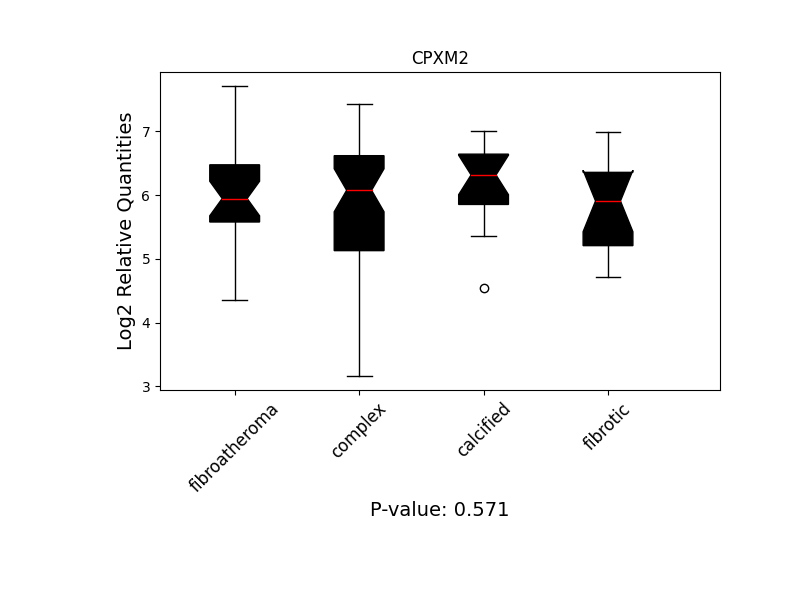 CPXM2
Log2 Relative Quantities
7
6
5
4
3
fibroatheroma
complex
calcified
fibrotic
P-value: 0.571